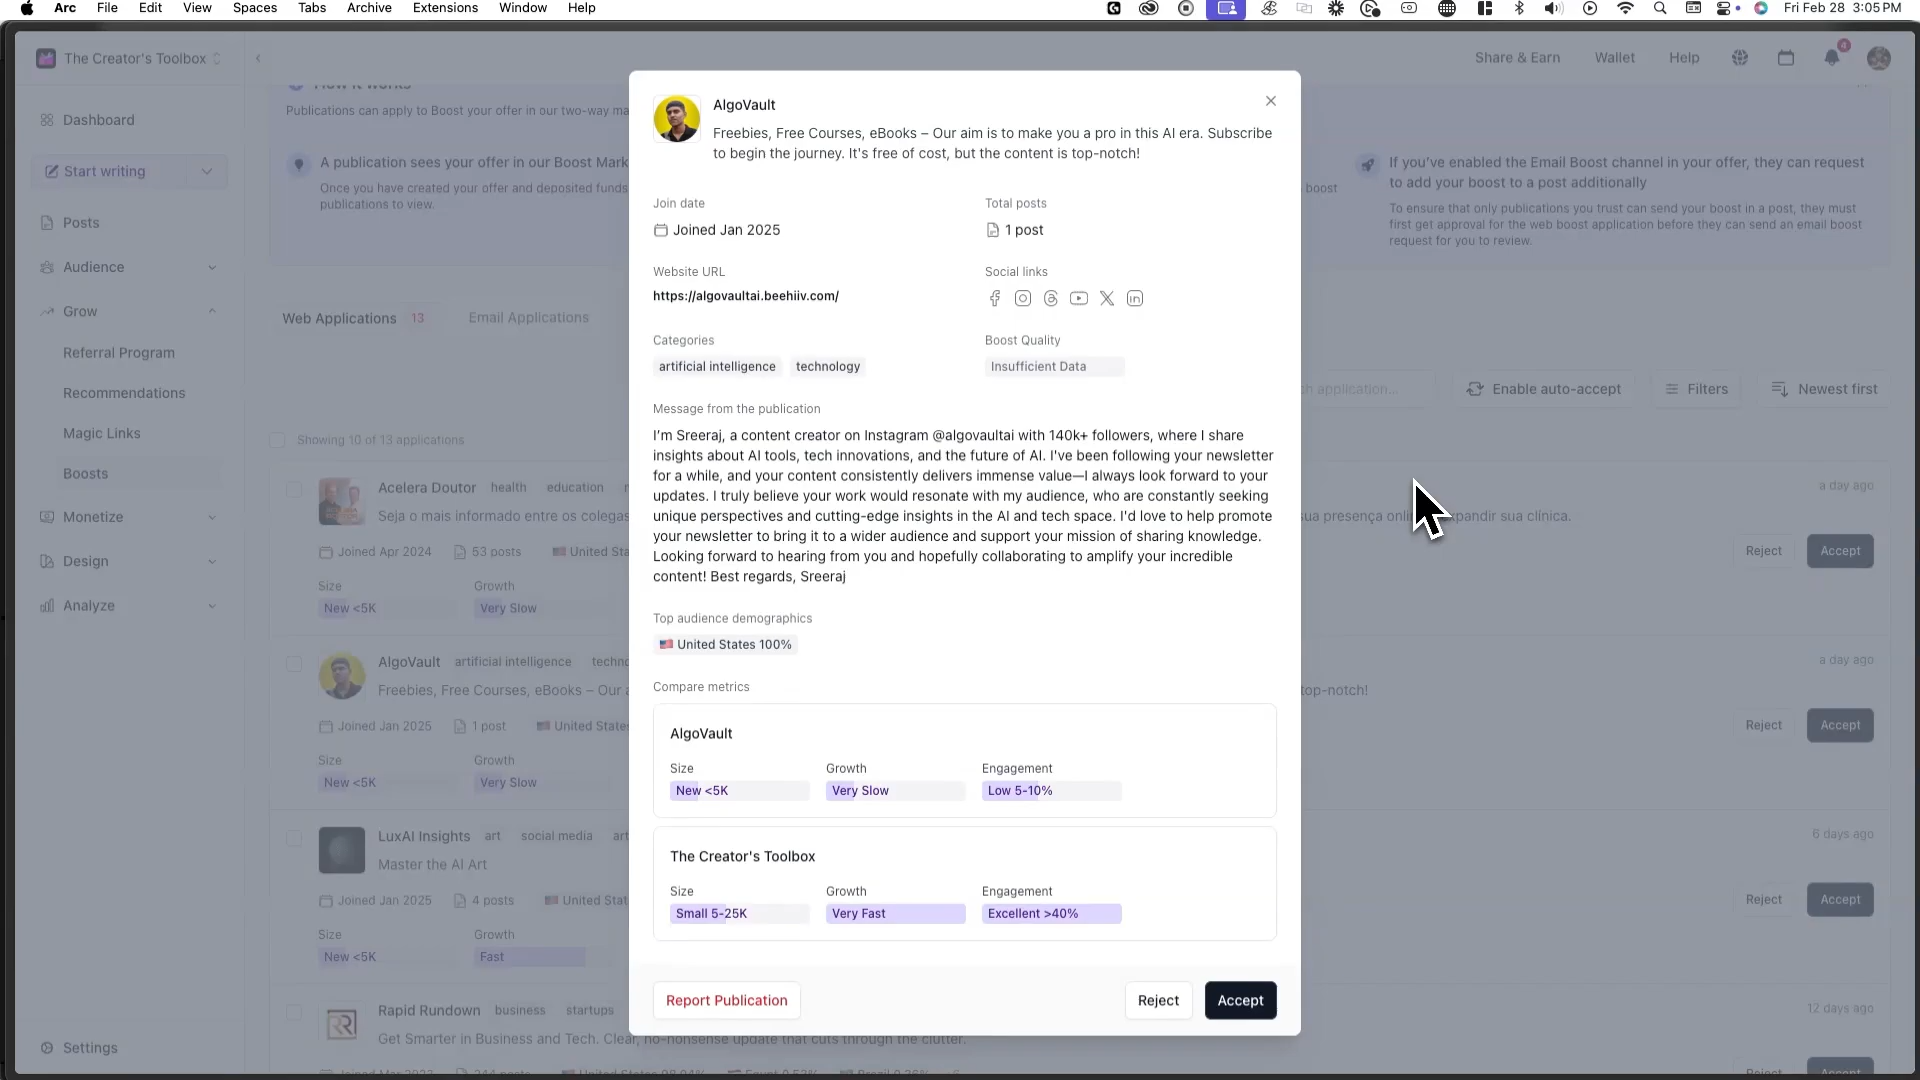 Arc File Edit View Spaces Tabs Archive Extensions Window Help
Fri Feb 28 3:05 PM
The Creator's Toolbox
Share & Earn Wallet Help
4
Dashboard
Start writing
Posts
Audience
Grow
Referral Program
Recommendations
Magic Links
Boosts
Monetize
Design
Analyze
Settings
How it works
Publications can apply to Boost your offer in our two-way ma
A publication sees your offer in our Boost Mark
Once you have created your offer and deposited funds
publications to view.
boost
If you've enabled the Email Boost channel in your offer, they can request
to add your boost to a post additionally
To ensure that only publications you trust can send your boost in a post, they must
first get approval for the web boost application before they can send an email boost
request for you to review.
Web Applications 13 Email Applications
ch application... Enable auto-accept Filters Newest first
Showing 10 of 13 applications
Acelera Doutor health education
a day ago
Seja o mais informado entre os colegas
sua presença onli expandir sua clínica.
Joined Apr 2024 53 posts United Sta
Reject Accept
Size Growth
New <5K Very Slow
AlgoVault artificial intelligence techno
a day ago
Freebies, Free Courses, eBooks – Our a
top-notch!
Joined Jan 2025 1 post United States
Reject Accept
Size Growth
New <5K Very Slow
LuxAI Insights art social media art
6 days ago
Master the AI Art
Joined Jan 2025 4 posts United Stat
Reject Accept
Size Growth
New <5K Fast
RR
Rapid Rundown business startups
12 days ago
Get Smarter in Business and Tech. Clear, no-nonsense update that cuts through the clutter.
Joined Mar 2023 244 posts United States
Reject Accept
AlgoVault
Freebies, Free Courses, eBooks – Our aim is to make you a pro in this AI era. Subscribe
to begin the journey. It's free of cost, but the content is top-notch!
Join date Total posts
Joined Jan 2025 1 post
Website URL Social links
https://algovaultai.beehiiv.com/
Categories Boost Quality
artificial intelligence technology Insufficient Data
Message from the publication
I'm Sreeraj, a content creator on Instagram @algovaultai with 140k+ followers, where I share
insights about AI tools, tech innovations, and the future of AI. I've been following your newsletter
for a while, and your content consistently delivers immense value—I always look forward to your
updates. I truly believe your work would resonate with my audience, who are constantly seeking
unique perspectives and cutting-edge insights in the AI and tech space. I'd love to help promote
your newsletter to bring it to a wider audience and support your mission of sharing knowledge.
Looking forward to hearing from you and hopefully collaborating to amplify your incredible
content! Best regards, Sreeraj
Top audience demographics
United States 100%
Compare metrics
AlgoVault
Size Growth Engagement
New <5K Very Slow Low 5-10%
The Creator's Toolbox
Size Growth Engagement
Small 5-25K Very Fast Excellent >40%
Report Publication Reject Accept